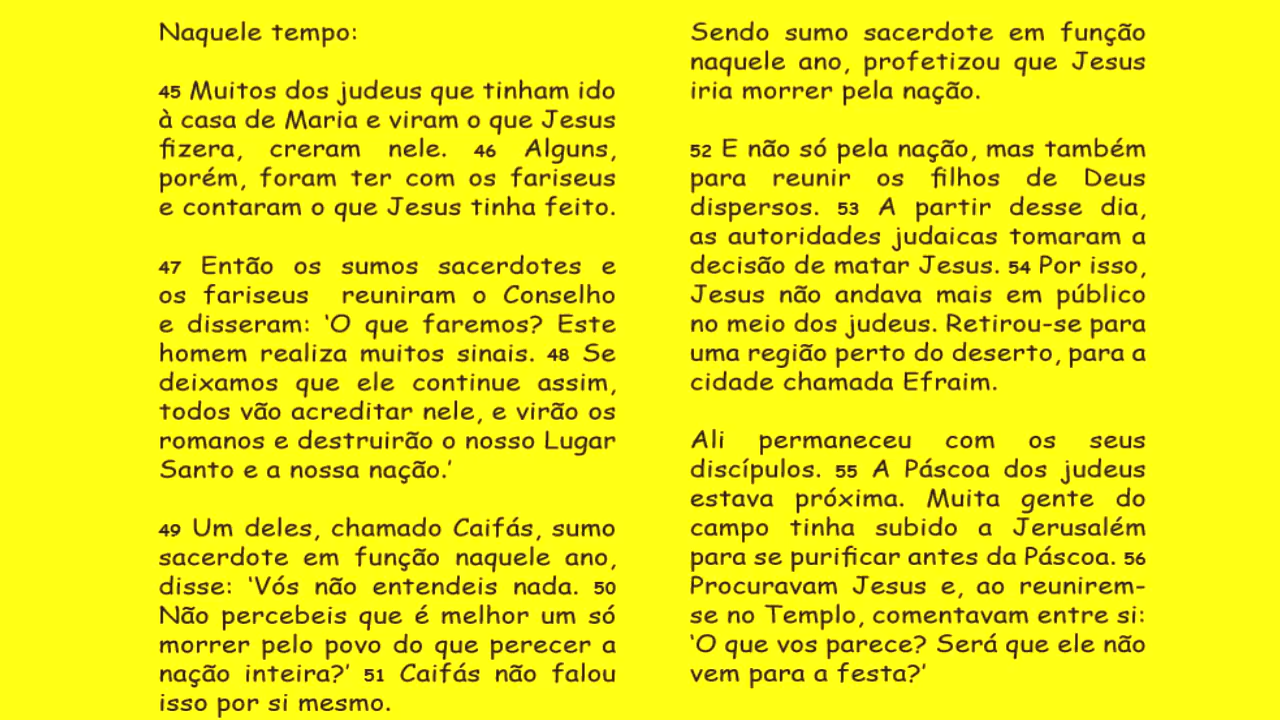 Naquele tempo:
45 Muitos dos judeus que tinham ido
à casa de Maria e viram o que Jesus
fizera, creram nele. 46 Alguns,
porém, foram ter com os fariseus
e contaram o que Jesus tinha feito.
47 Então os sumos sacerdotes e
os fariseus reuniram o Conselho
e disseram: ‘O que faremos? Este
homem realiza muitos sinais. 48 Se
deixamos que ele continue assim,
todos vão acreditar nele, e virão os
romanos e destruirão o nosso Lugar
Santo e a nossa nação.’
49 Um deles, chamado Caifás, sumo
sacerdote em função naquele ano,
disse: ‘Vós não entendeis nada. 50
Não percebeis que é melhor um só
morrer pelo povo do que perecer a
nação inteira?’ 51 Caifás não falou
isso por si mesmo.
Sendo sumo sacerdote em função
naquele ano, profetizou que Jesus
iria morrer pela nação.
52 E não só pela nação, mas também
para reunir os filhos de Deus
dispersos. 53 A partir desse dia,
as autoridades judaicas tomaram a
decisão de matar Jesus. 54 Por isso,
Jesus não andava mais em público
no meio dos judeus. Retirou-se para
uma região perto do deserto, para a
cidade chamada Efraim.
Ali permaneceu com os seus
discípulos. 55 A Páscoa dos judeus
estava próxima. Muita gente do
campo tinha subido a Jerusalém
para se purificar antes da Páscoa. 56
Procuravam Jesus e, ao reunirem-
se no Templo, comentavam entre si:
‘O que vos parece? Será que ele não
vem para a festa?’